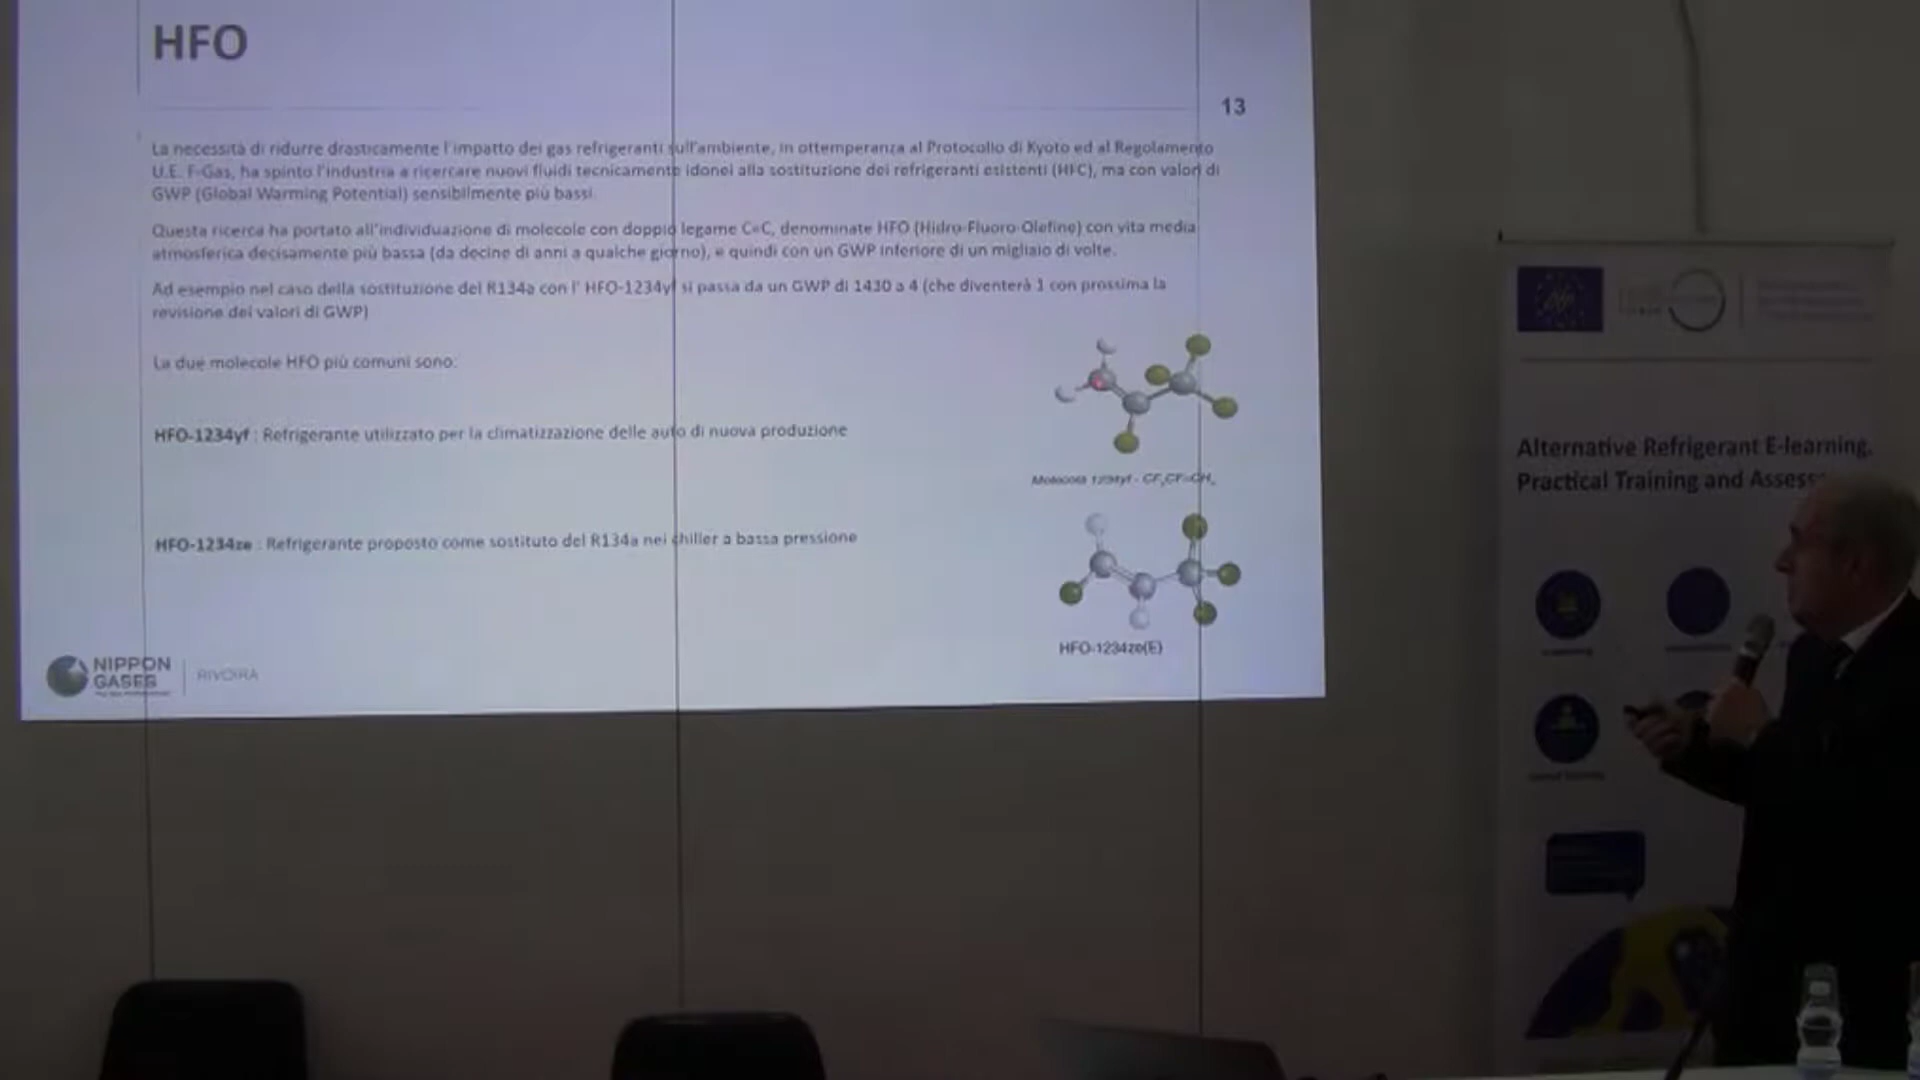 HFO
13
La necessità di ridurre drasticamente l'impatto dei gas refrigeranti sull'ambiente, in ottemperanza al Protocollo di Kyoto ed al Regolamento
U.E. F-Gas, ha spinto l'industria a ricercare nuovi fluidi tecnicamente idonei alla sostituzione dei refrigeranti esistenti (HFC), ma con valori di
GWP (Global Warming Potential) sensibilmente più bassi.
Questa ricerca ha portato all'individuazione di molecole con doppio legame C=C, denominate HFO (Hidro-Fluoro-Olefine) con vita media
atmosferica decisamente più bassa (da decine di anni a qualche giorno), e quindi con un GWP inferiore di un migliaio di volte.
Ad esempio nel caso della sostituzione del R134a con l' HFO-1234yf si passa da un GWP di 1430 a 4 (che diventerà 1 con prossima la
revisione dei valori di GWP)
La due molecole HFO più comuni sono:
HFO-1234yf : Refrigerante utilizzato per la climatizzazione delle auto di nuova produzione
Molecola 1234yf - CF₃CF=CH₂
HFO-1234ze : Refrigerante proposto come sostituto del R134a nei chiller a bassa pressione
HFO-1234ze(E)
NIPPON
GASES
RIVOIRA
Alternative Refrigerant E-learning,
Practical Training and Assess